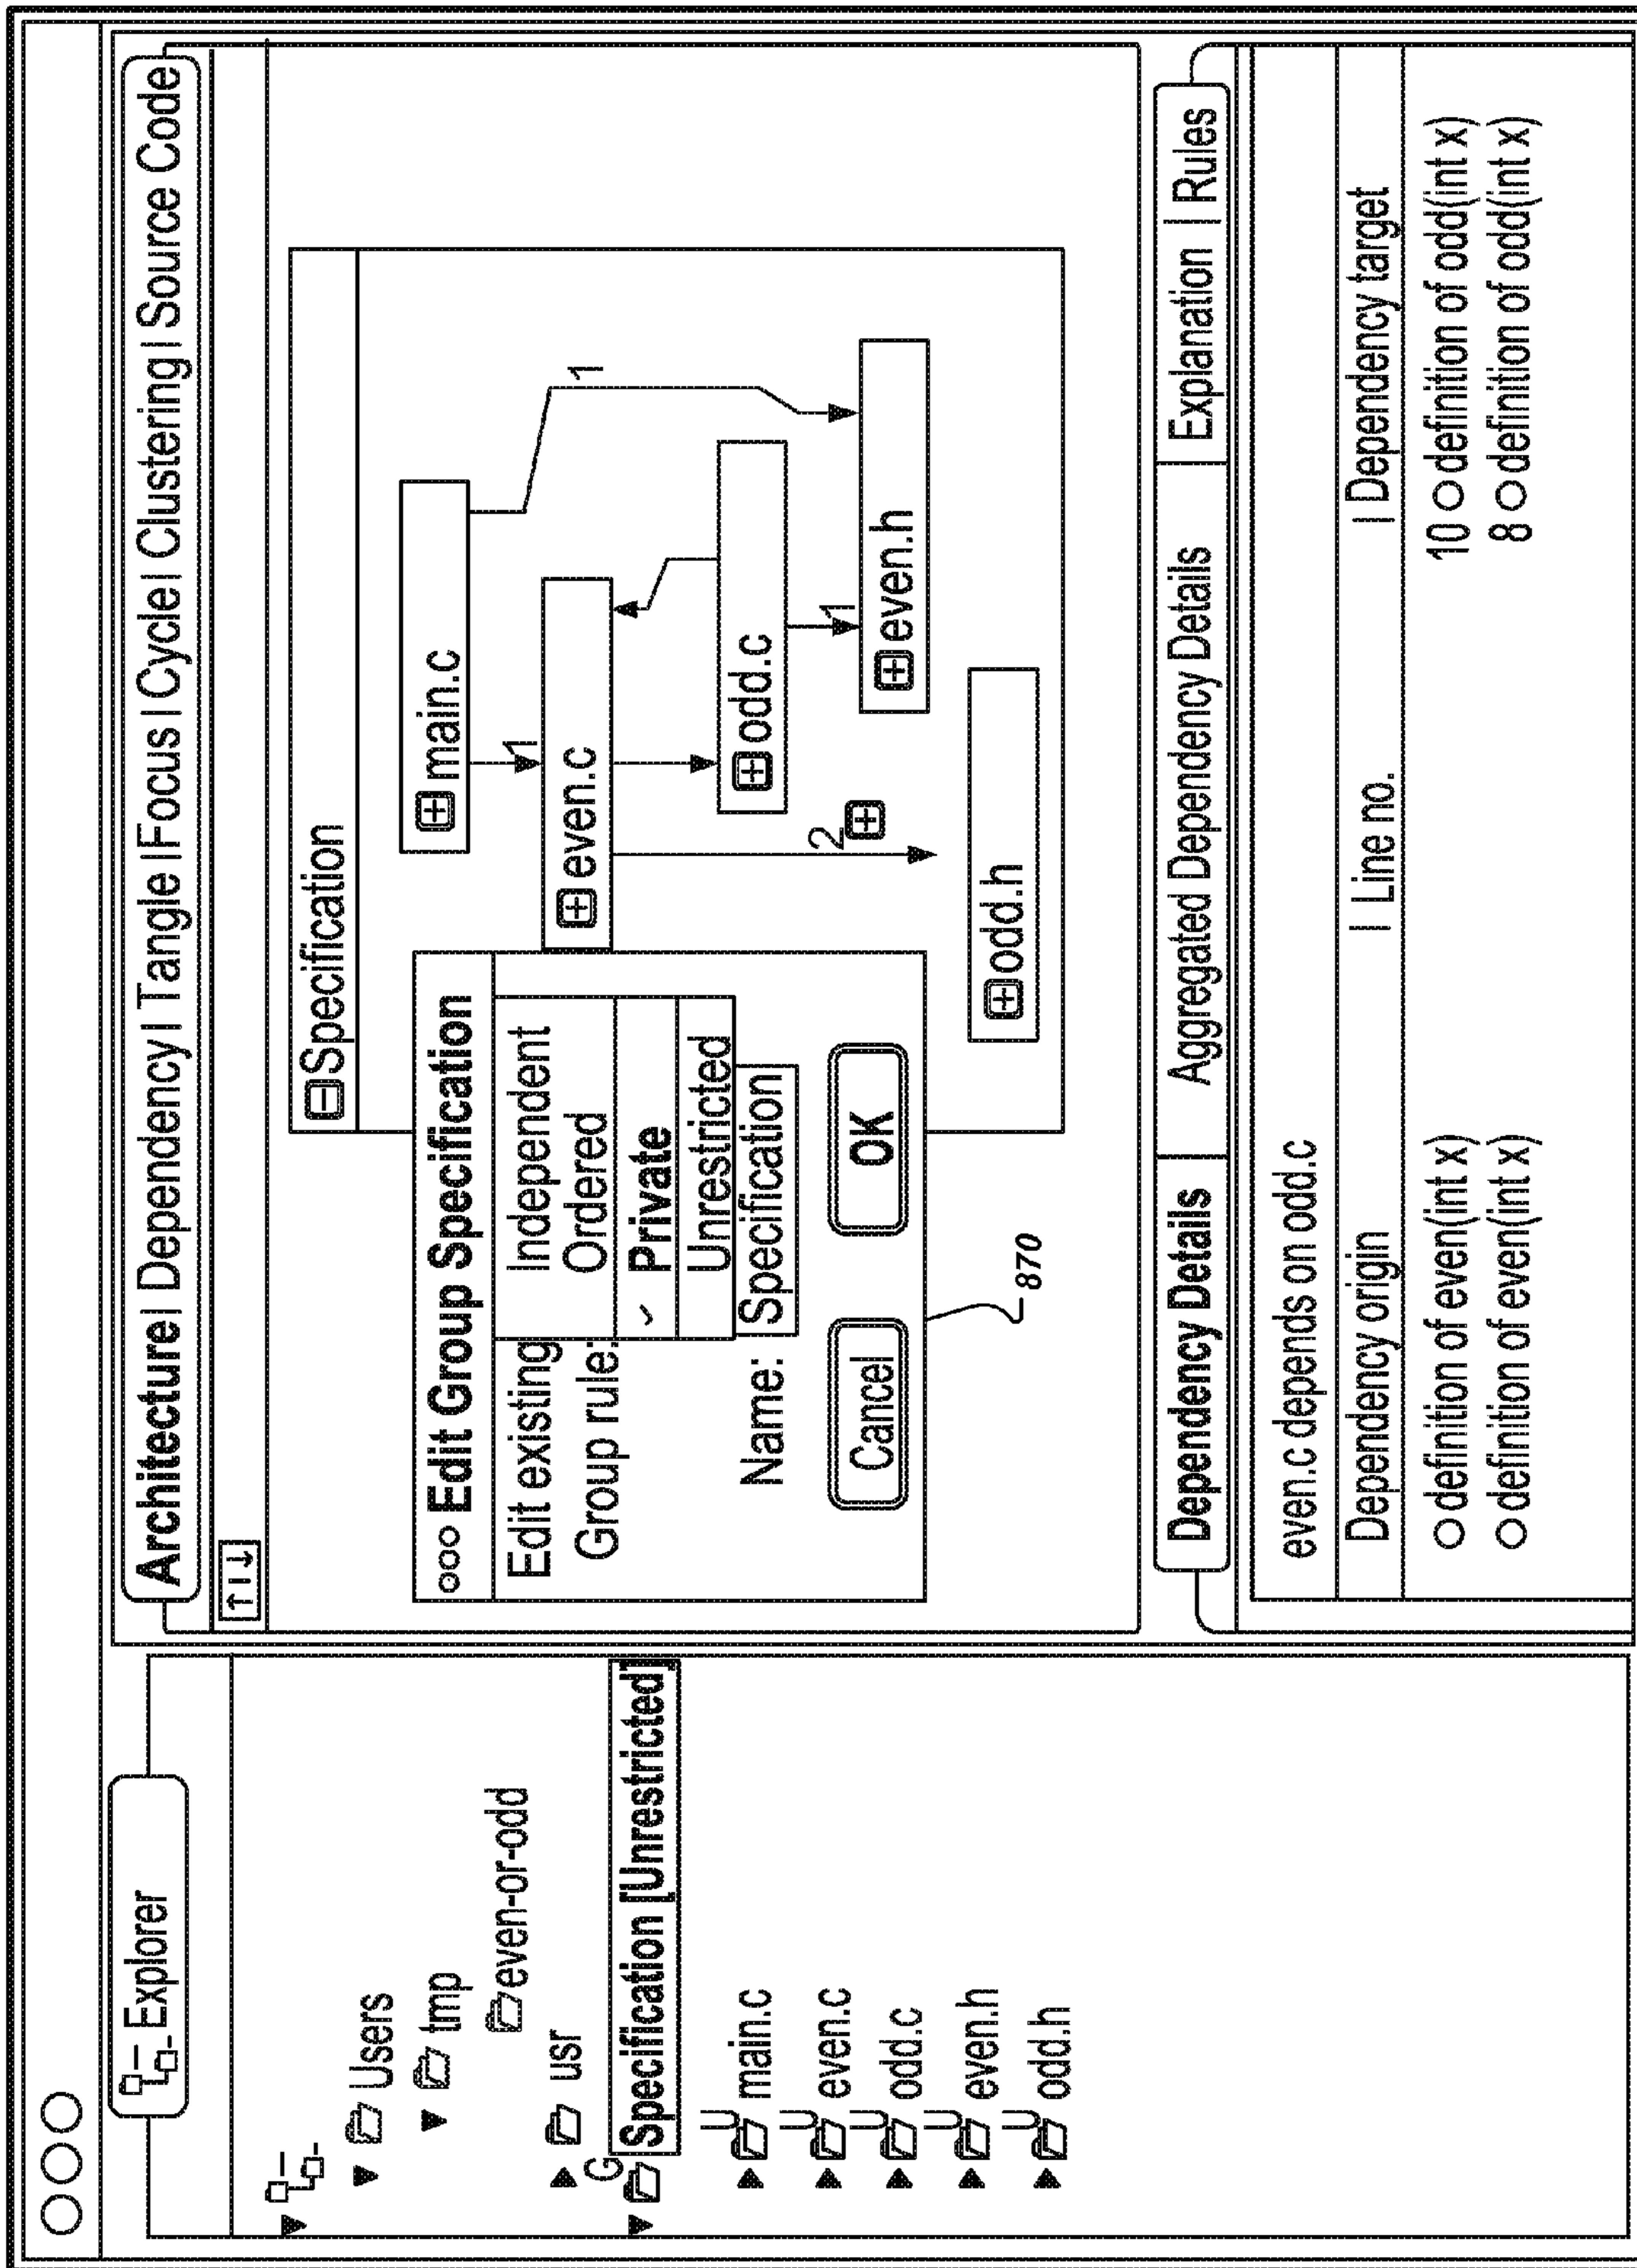 Explorer
Users
tmp
even-or-odd
usr
G
Specification [Unrestricted]
main.c
even.c
odd.c
even.h
odd.h
Architecture| Dependency| Tangle |Focus | Cycle| Clustering| Source Code
Specification
main.c
1
1
even.c
odd.c
2
1
even.h
odd.h
Edit Group Specification
Edit existing
Group rule:
Independent
Ordered
✓ Private
Unrestricted
Name: Specification
Cancel OK
870
Dependency Details Aggregated Dependency Details Explanation | Rules
even.c depends on odd.c
Dependency origin | Line no. | Dependency target
definition of even(int x) 10 definition of odd(int x)
definition of even(int x) 8 definition of odd(int x)